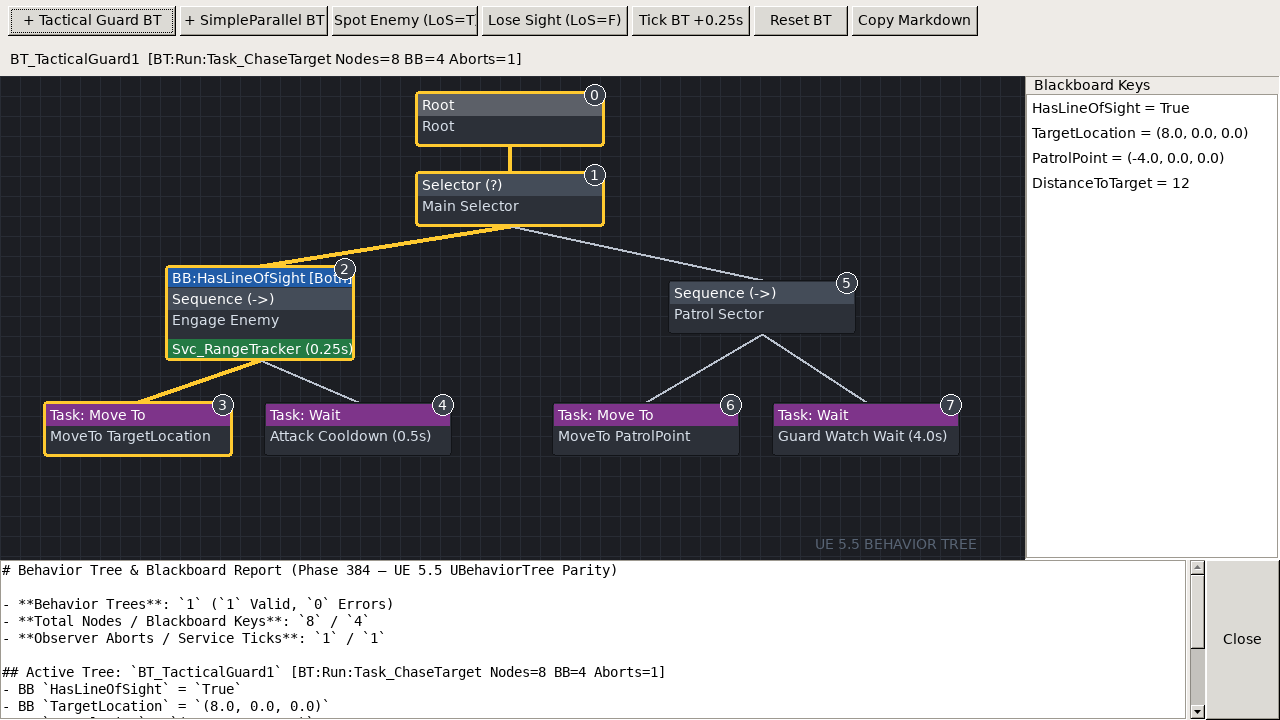 + Tactical Guard BT
+ SimpleParallel BT
Spot Enemy (LoS=T
Lose Sight (LoS=F)
Tick BT +0.25s
Reset BT
Copy Markdown
BT_TacticalGuard1 [BT:Run:Task_ChaseTarget Nodes=8 BB=4 Aborts=1]
0
Root
Root
1
Selector (?)
Main Selector
2
BB:HasLineOfSight [Both]
Sequence (->)
Engage Enemy
Svc_RangeTracker (0.25s)
5
Sequence (->)
Patrol Sector
3
Task: Move To
MoveTo TargetLocation
4
Task: Wait
Attack Cooldown (0.5s)
6
Task: Move To
MoveTo PatrolPoint
7
Task: Wait
Guard Watch Wait (4.0s)
UE 5.5 BEHAVIOR TREE
Blackboard Keys
HasLineOfSight = True
TargetLocation = (8.0, 0.0, 0.0)
PatrolPoint = (-4.0, 0.0, 0.0)
DistanceToTarget = 12
# Behavior Tree & Blackboard Report (Phase 384 — UE 5.5 UBehaviorTree Parity)
- **Behavior Trees**: `1` (`1` Valid, `0` Errors)
- **Total Nodes / Blackboard Keys**: `8` / `4`
- **Observer Aborts / Service Ticks**: `1` / `1`
## Active Tree: `BT_TacticalGuard1` [BT:Run:Task_ChaseTarget Nodes=8 BB=4 Aborts=1]
- BB `HasLineOfSight` = `True`
- BB `TargetLocation` = `(8.0, 0.0, 0.0)`
Close